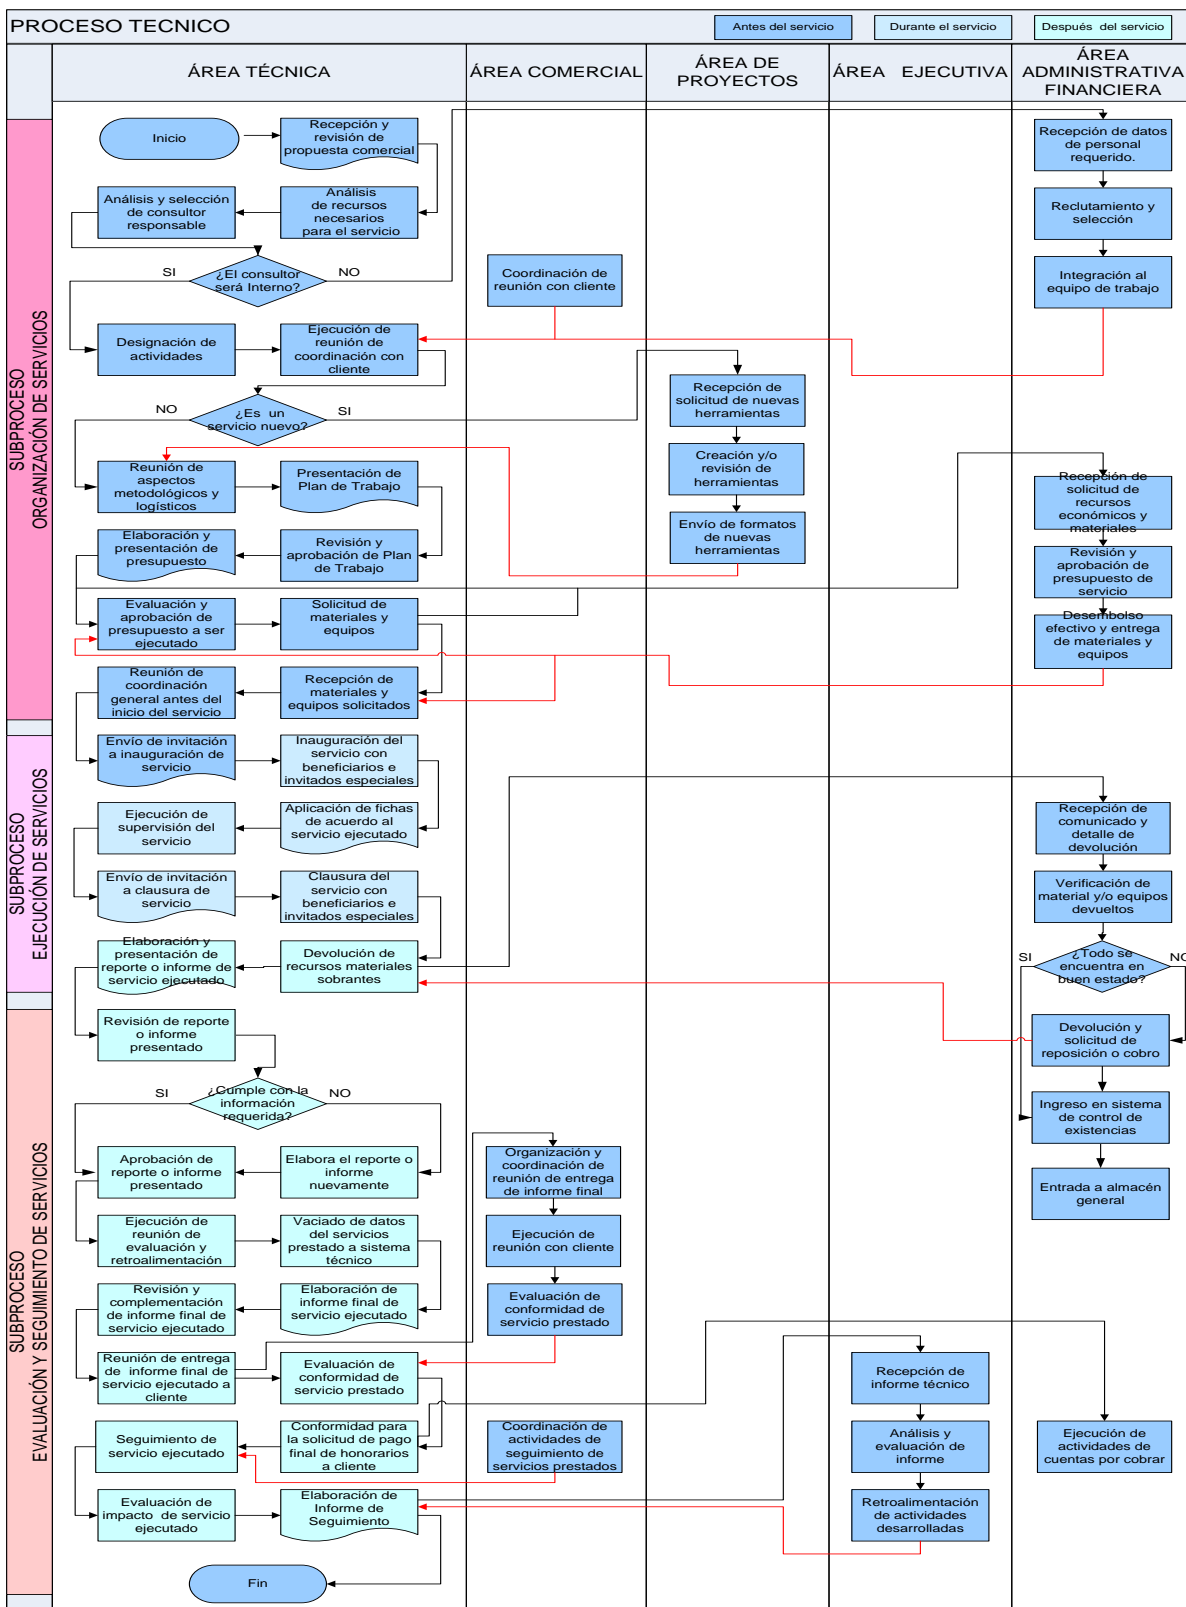 PROCESO TECNICO
Antes del servicio
Durante el servicio
Después del servicio
ÁREA TÉCNICA
ÁREA COMERCIAL
ÁREA DE
PROYECTOS
ÁREA EJECUTIVA
ÁREA
ADMINISTRATIVA
FINANCIERA
SUBPROCESO
ORGANIZACIÓN DE SERVICIOS
Inicio
Recepción y
revisión de
propuesta comercial
Recepción de datos
de personal
requerido.
Análisis y selección
de consultor
responsable
Análisis
de recursos
necesarios
para el servicio
Reclutamiento y
selección
SI
¿El consultor
será Interno?
NO
Coordinación de
reunión con cliente
Integración al
equipo de trabajo
Designación de
actividades
Ejecución de
reunión de
coordinación con
cliente
NO
¿Es un
servicio nuevo?
SI
Recepción de
solicitud de nuevas
herramientas
Reunión de
aspectos
metodológicos y
logísticos
Presentación de
Plan de Trabajo
Creación y/o
revisión de
herramientas
Recepción de
solicitud de
recursos
económicos y
materiales
Elaboración y
presentación de
presupuesto
Revisión y
aprobación de Plan
de Trabajo
Envío de formatos
de nuevas
herramientas
Revisión y
aprobación de
presupuesto de
servicio
Evaluación y
aprobación de
presupuesto a ser
ejecutado
Solicitud de
materiales y
equipos
Desembolso
efectivo y entrega
de materiales y
equipos
Reunión de
coordinación
general antes del
inicio del servicio
Recepción de
materiales y
equipos solicitados
SUBPROCESO
EJECUCIÓN DE SERVICIOS
Envío de invitación
a inauguración de
servicio
Inauguración del
servicio con
beneficiarios e
invitados especiales
Ejecución de
supervisión del
servicio
Aplicación de fichas
de acuerdo al
servicio ejecutado
Recepción de
comunicado y
detalle de
devolución
Envío de invitación
a clausura de
servicio
Clausura del
servicio con
beneficiarios e
invitados especiales
Verificación de
material y/o equipos
devueltos
Elaboración y
presentación de
reporte o informe de
servicio ejecutado
Devolución de
recursos materiales
sobrantes
SI
¿Todo se
encuentra en
buen estado?
NO
SUBPROCESO
EVALUACIÓN Y SEGUIMIENTO DE SERVICIOS
Revisión de reporte
o informe
presentado
Devolución y
solicitud de
reposición o cobro
SI
¿Cumple con la
información
requerida?
NO
Ingreso en sistema
de control de
existencias
Aprobación de
reporte o informe
presentado
Elabora el reporte o
informe
nuevamente
Organización y
coordinación de
reunión de entrega
de informe final
Entrada a almacén
general
Ejecución de
reunión de
evaluación y
retroalimentación
Vaciado de datos
del servicios
prestado a sistema
técnico
Ejecución de
reunión con cliente
Revisión y
complementación
de informe final de
servicio ejecutado
Elaboración de
informe final de
servicio ejecutado
Evaluación de
conformidad de
servicio prestado
Reunión de entrega
de informe final de
servicio ejecutado a
cliente
Evaluación de
conformidad de
servicio prestado
Recepción de
informe técnico
Seguimiento de
servicio ejecutado
Conformidad para
la solicitud de pago
final de honorarios
a cliente
Coordinación de
actividades de
seguimiento de
servicios prestados
Análisis y
evaluación de
informe
Ejecución de
actividades de
cuentas por cobrar
Evaluación de
impacto de servicio
ejecutado
Elaboración de
Informe de
Seguimiento
Retroalimentación
de actividades
desarrolladas
Fin